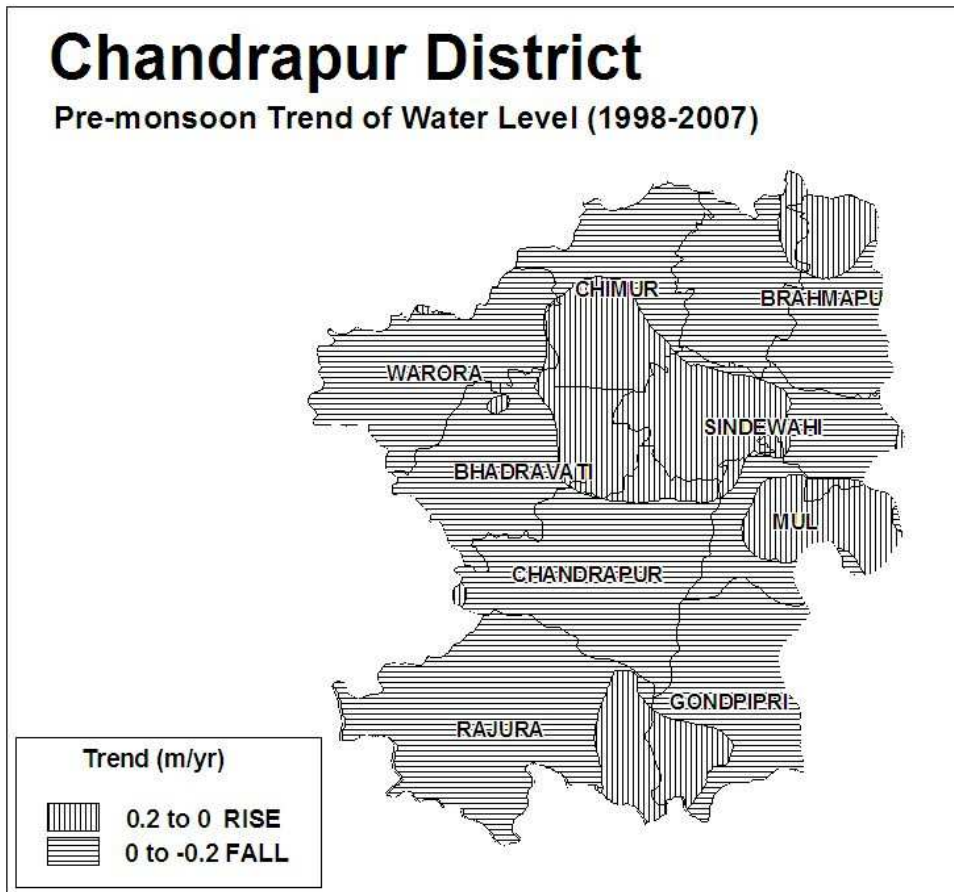 Chandrapur District
Pre-monsoon Trend of Water Level (1998-2007)
CHIMUR
BRAHMAPU
WARORA
SINDEWAHI
BHADRAVATI
MUL
CHANDRAPUR
GONDPIPRI
RAJURA
Trend (m/yr)
0.2 to 0 RISE
0 to -0.2 FALL